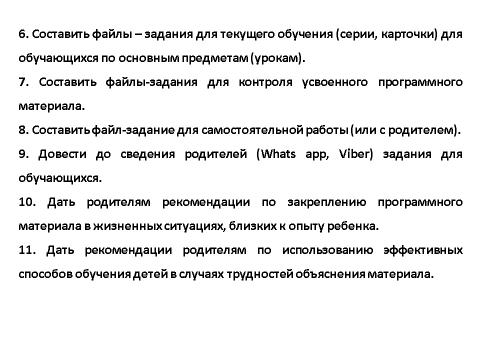 6. Составить файлы – задания для текущего обучения (серии, карточки) для
обучающихся по основным предметам (урокам).
7. Составить файлы-задания для контроля усвоенного программного
материала.
8. Составить файл-задание для самостоятельной работы (или с родителем).
9. Довести до сведения родителей (Whats app, Viber) задания для
обучающихся.
10. Дать родителям рекомендации по закреплению программного
материала в жизненных ситуациях, близких к опыту ребенка.
11. Дать рекомендации родителям по использованию эффективных
способов обучения детей в случаях трудностей объяснения материала.